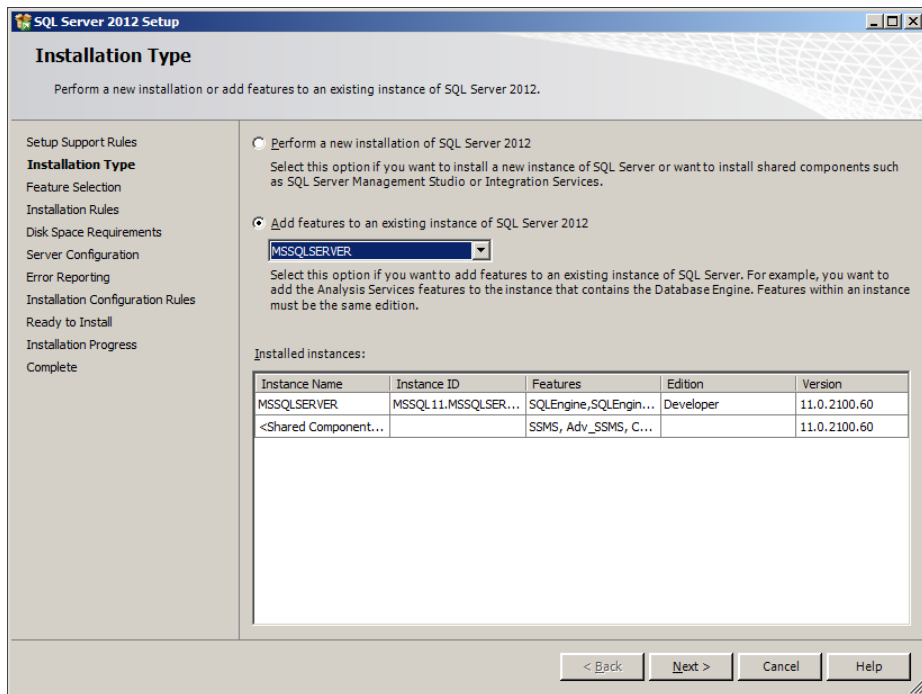 SQL Server 2012 Setup
Installation Type
Perform a new installation or add features to an existing instance of SQL Server 2012.
Setup Support Rules
Installation Type
Feature Selection
Installation Rules
Disk Space Requirements
Server Configuration
Error Reporting
Installation Configuration Rules
Ready to Install
Installation Progress
Complete
Perform a new installation of SQL Server 2012
Select this option if you want to install a new instance of SQL Server or want to install shared components such
as SQL Server Management Studio or Integration Services.
Add features to an existing instance of SQL Server 2012
MSSQLSERVER
Select this option if you want to add features to an existing instance of SQL Server. For example, you want to
add the Analysis Services features to the instance that contains the Database Engine. Features within an instance
must be the same edition.
Installed instances:
Instance Name Instance ID Features Edition Version
MSSQLSERVER MSSQL11.MSSQLSER... SQLEngine,SQLEngin... Developer 11.0.2100.60
<Shared Component... SSMS, Adv_SSMS, C... 11.0.2100.60
< Back Next > Cancel Help